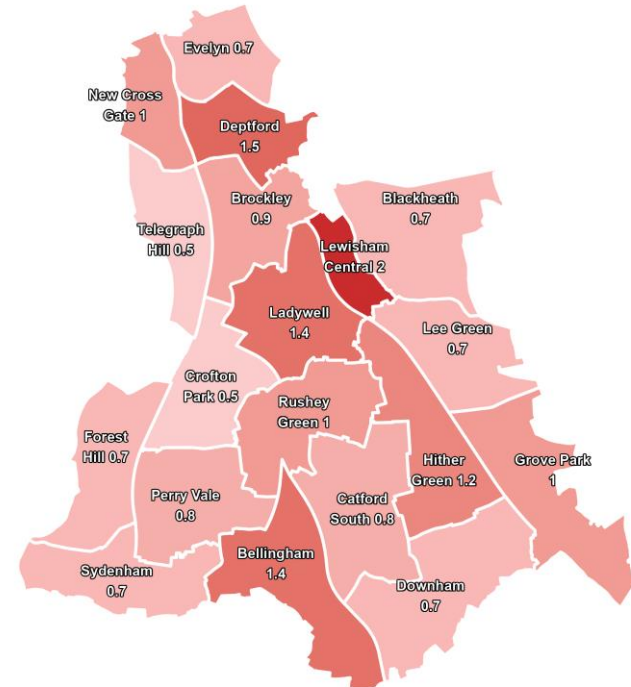 Evelyn 0.7
New Cross
Gate 1
Deptford
1.5
Brockley
0.9
Blackheath
0.7
Telegraph
Hill 0.5
Lewisham
Central 2
Ladywell
1.4
Lee Green
0.7
Crofton
Park 0.5
Rushey
Green 1
Forest
Hill 0.7
Hither
Green 1.2
Grove Park
1
Perry Vale
0.8
Catford
South 0.8
Bellingham
1.4
Sydenham
0.7
Downham
0.7